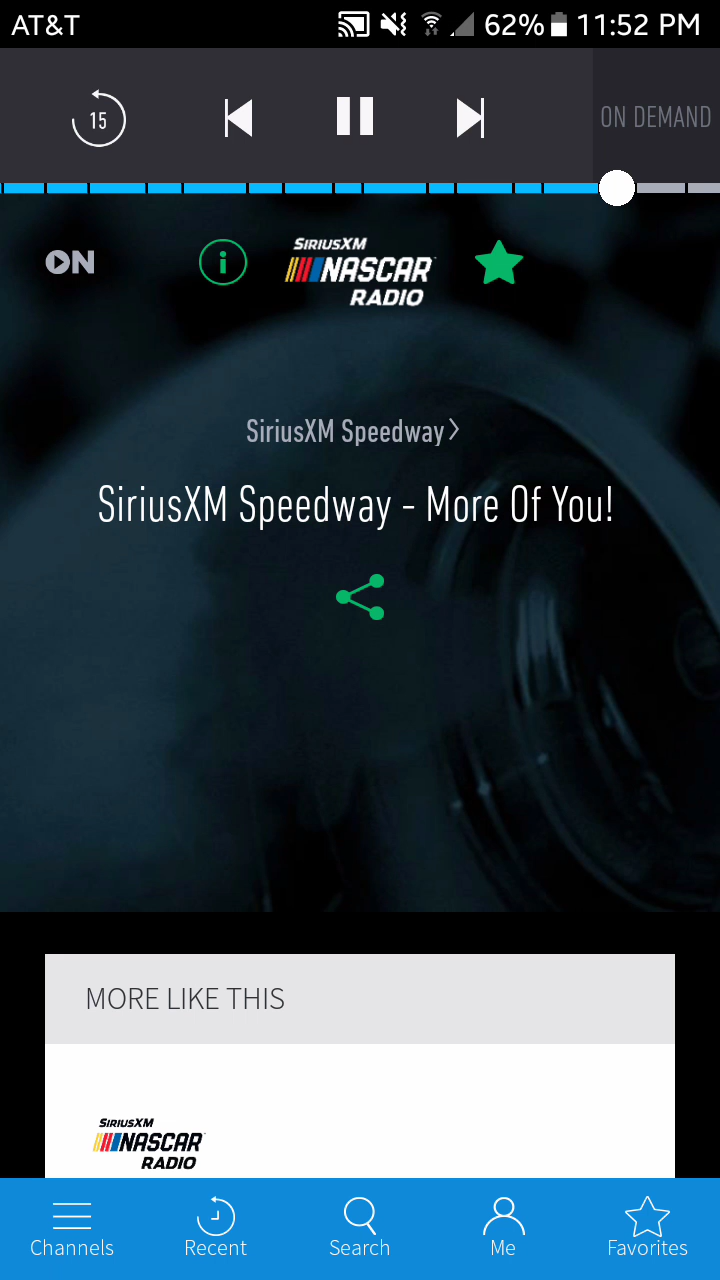 AT&T 62% 11:52 PM
15 ON DEMAND
ON
SIRIUSXM
NASCAR
RADIO
SiriusXM Speedway
SiriusXM Speedway - More Of You!
MORE LIKE THIS
SIRIUSXM
NASCAR
RADIO
Channels Recent Search Me Favorites